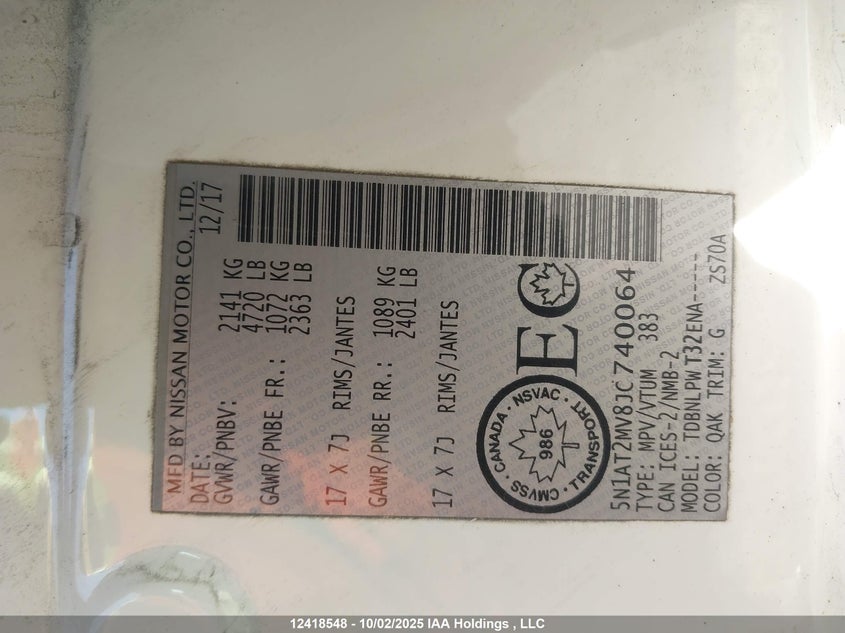 MFD BY NISSAN MOTOR CO., LTD.
DATE: 12/17
GVWR/PNBV: 2141 KG
4720 LB
GAWR/PNBE FR.: 1072 KG
2363 LB
17 X 7J RIMS/JANTES
GAWR/PNBE RR.: 1089 KG
2401 LB
17 X 7J RIMS/JANTES
CANADA · NSVAC · TRANSPORT · CMVSS ·
986
EC
5N1AT2MV8JC740064
TYPE: MPV/VTUM 383
CAN ICES-2/NMB-2
MODEL: TDBNLPW T32ENA-----
COLOR: QAK TRIM: G ZS70A
12418548 - 10/02/2025 IAA Holdings , LLC